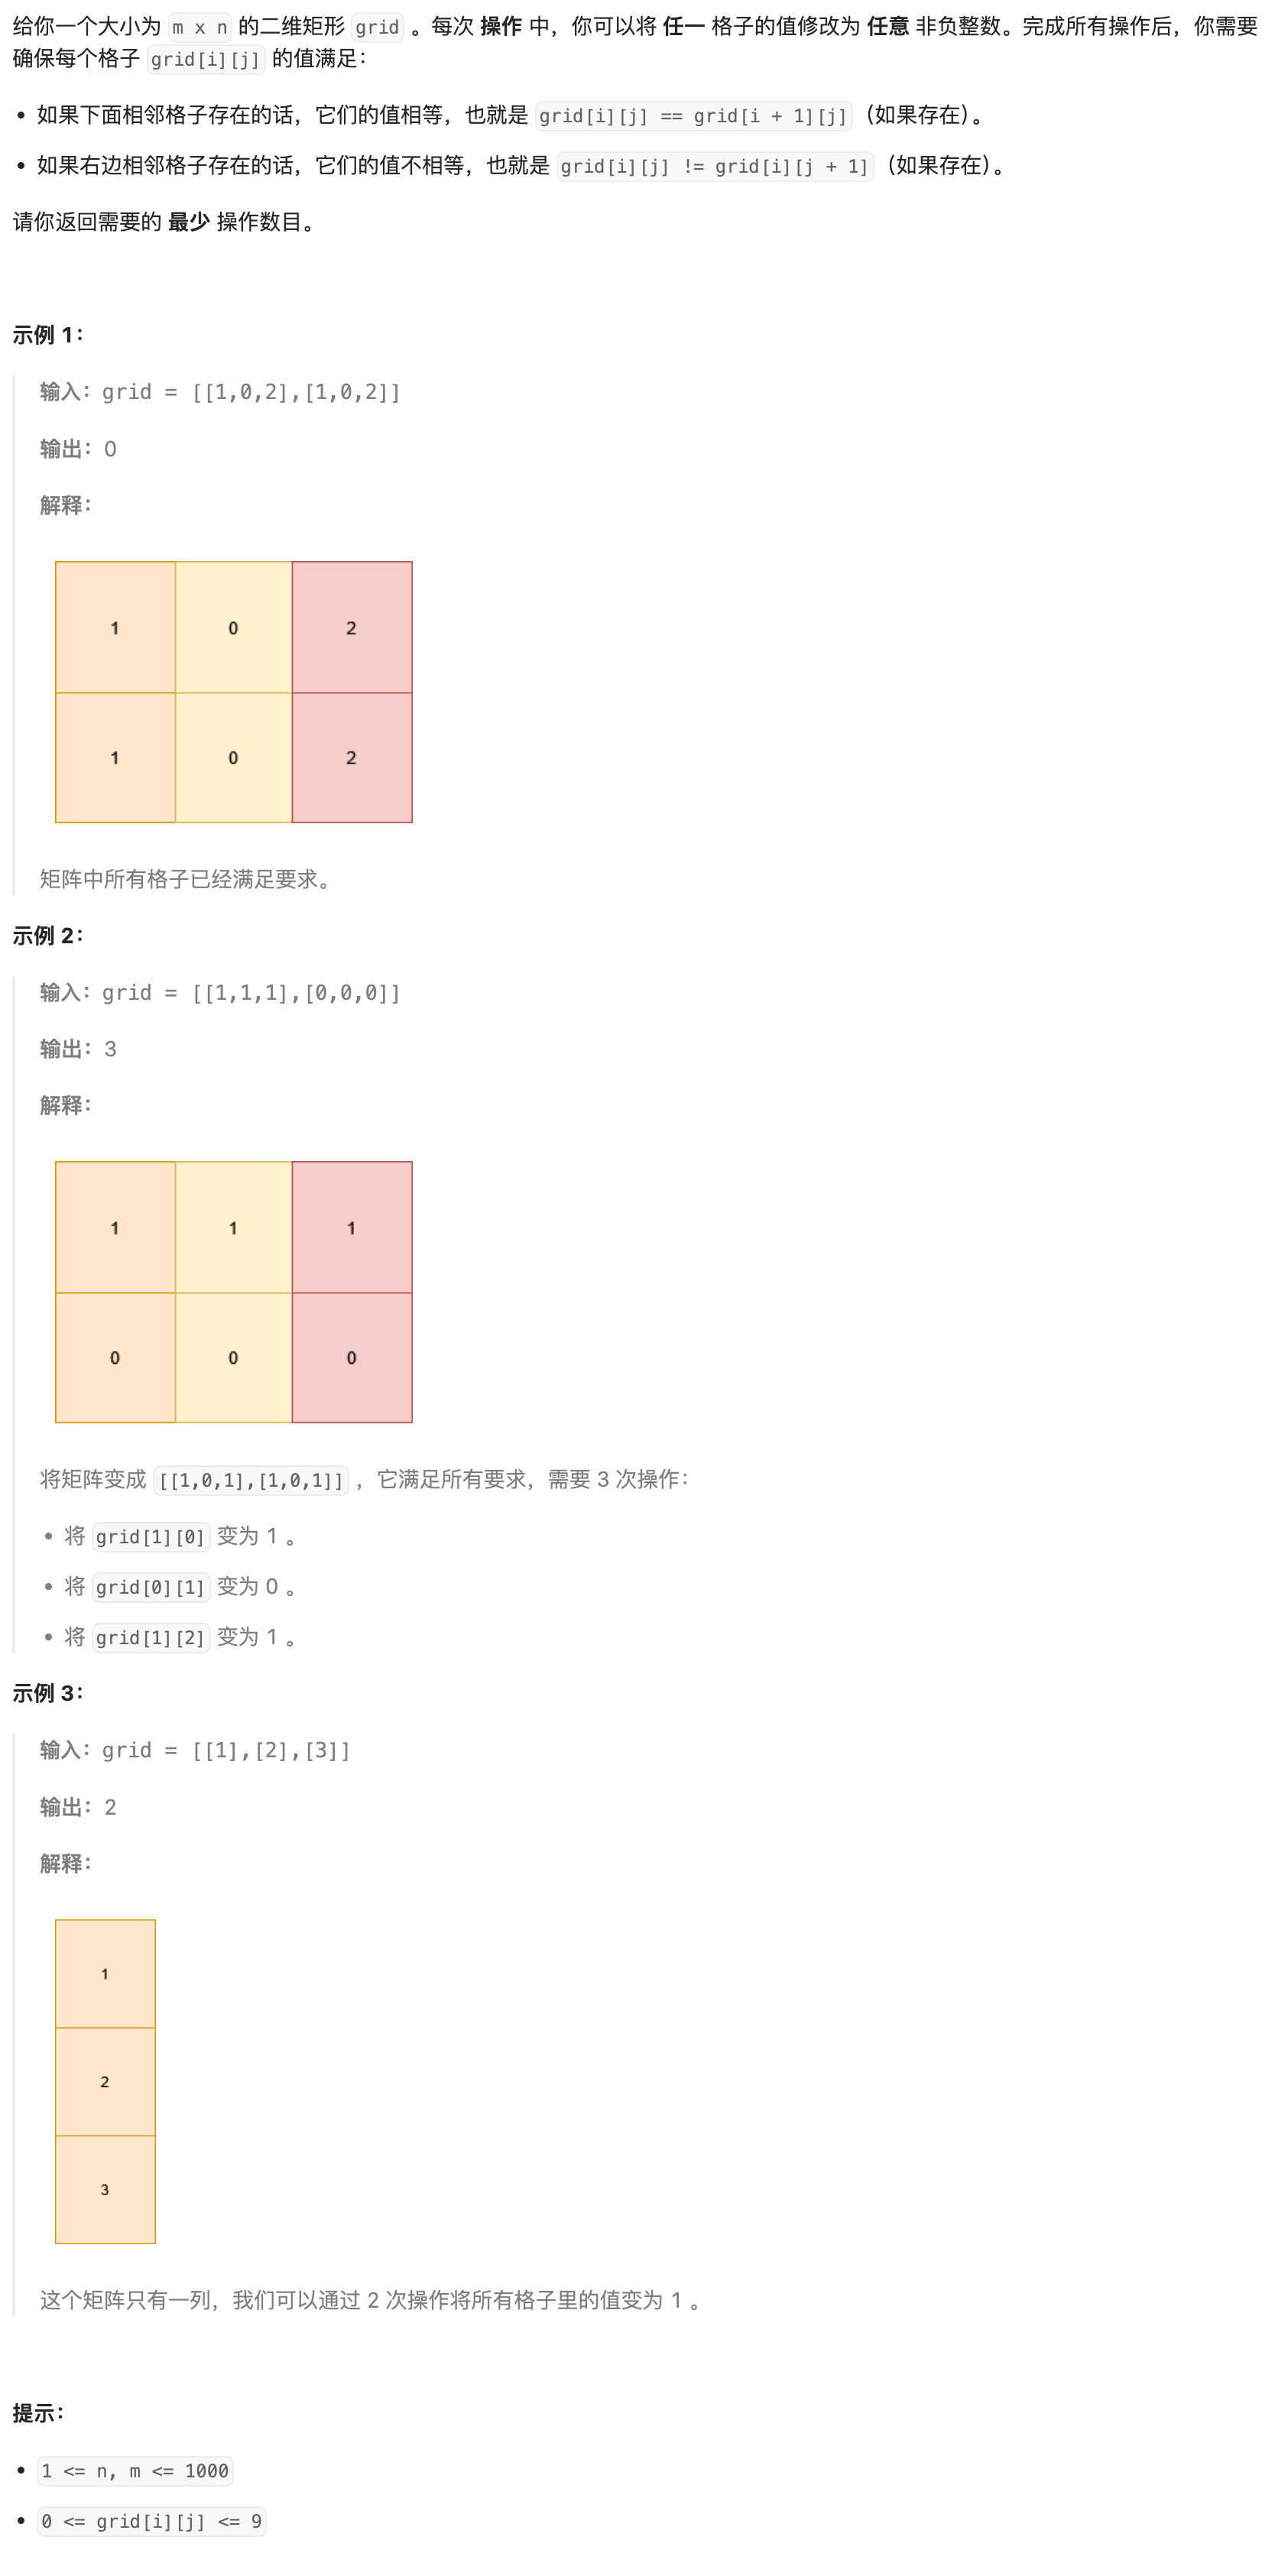 给你一个大小为 m x n 的二维矩形 grid 。每次 操作 中，你可以将 任一 格子的值修改为 任意 非负整数。完成所有操作后，你需要
确保每个格子 grid[i][j] 的值满足：
• 如果下面相邻格子存在的话，它们的值相等，也就是 grid[i][j] == grid[i + 1][j]（如果存在）。
• 如果右边相邻格子存在的话，它们的值不相等，也就是 grid[i][j] != grid[i][j + 1]（如果存在）。
请你返回需要的 最少 操作数目。
示例 1：
输入：grid = [[1,0,2],[1,0,2]]
输出：0
解释：
1 0 2
1 0 2
矩阵中所有格子已经满足要求。
示例 2：
输入：grid = [[1,1,1],[0,0,0]]
输出：3
解释：
1 1 1
0 0 0
将矩阵变成 [[1,0,1],[1,0,1]] ，它满足所有要求，需要 3 次操作：
• 将 grid[1][0] 变为 1 。
• 将 grid[0][1] 变为 0 。
• 将 grid[1][2] 变为 1 。
示例 3：
输入：grid = [[1],[2],[3]]
输出：2
解释：
1
2
3
这个矩阵只有一列，我们可以通过 2 次操作将所有格子里的值变为 1 。
提示：
• 1 <= n, m <= 1000
• 0 <= grid[i][j] <= 9